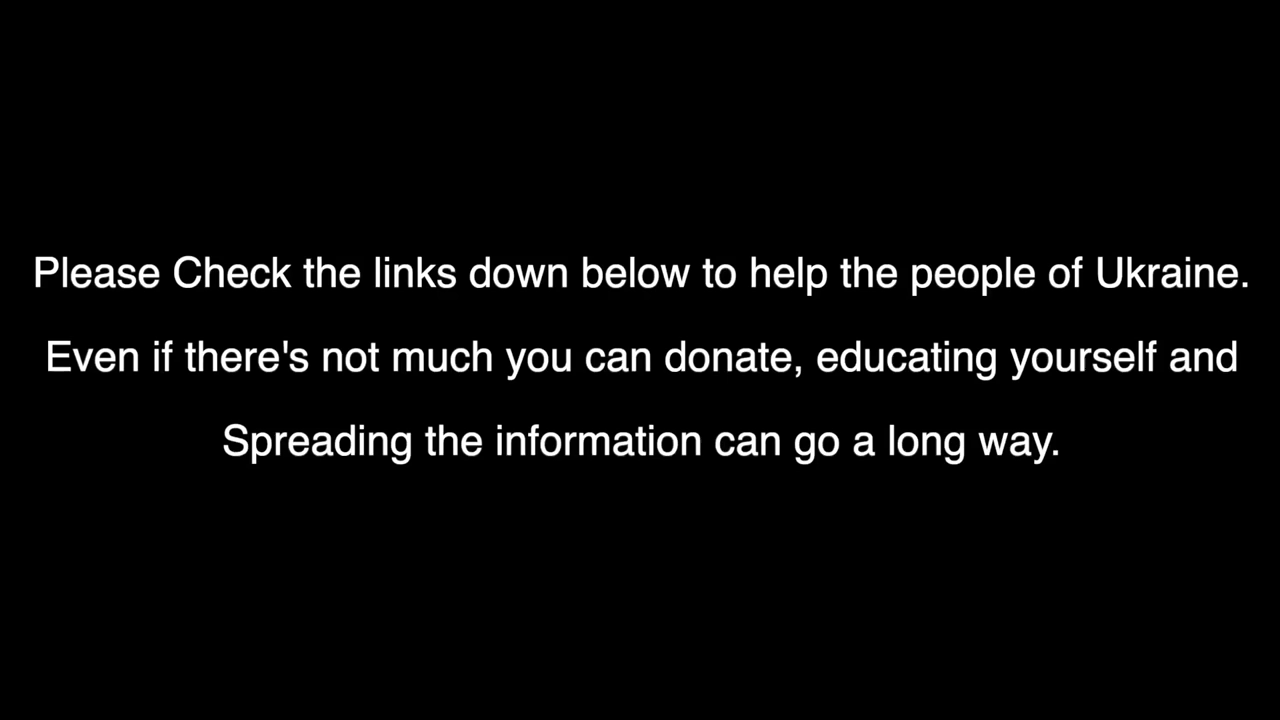 Please Check the links down below to help the people of Ukraine.
Even if there's not much you can donate, educating yourself and
Spreading the information can go a long way.